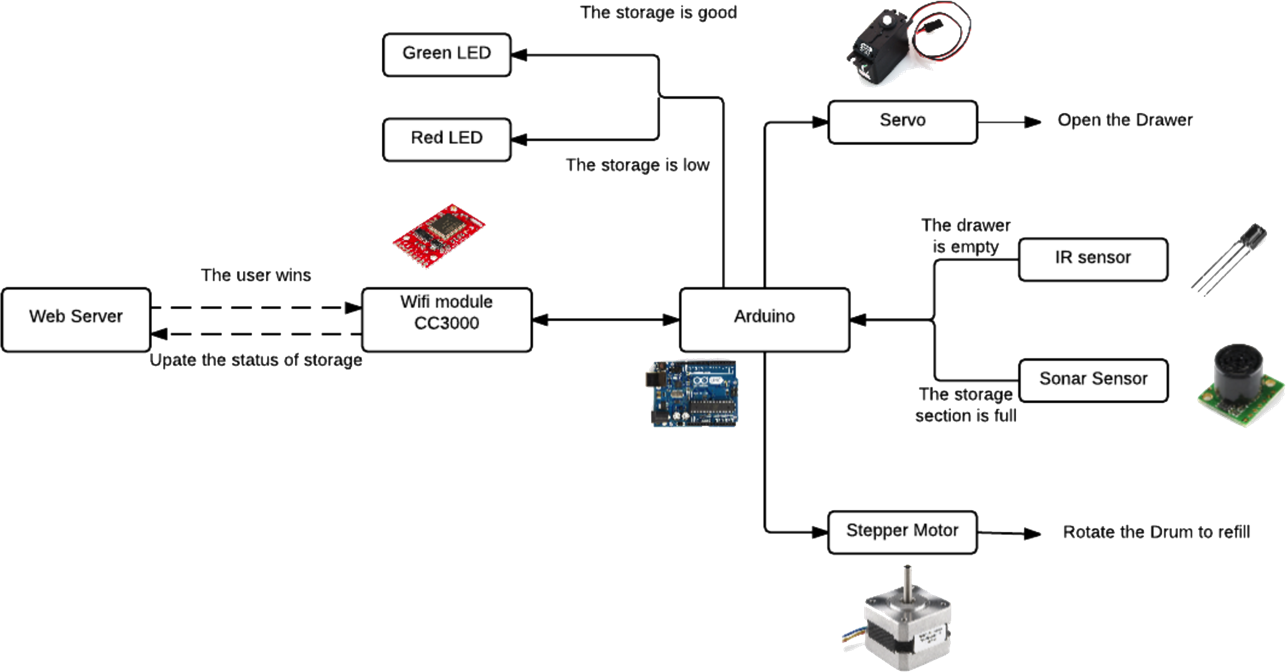 The storage is good
Green LED
Red LED
The storage is low
Servo
Open the Drawer
The drawer
is empty
IR sensor
The user wins
Web Server
Wifi module
CC3000
Arduino
Upate the status of storage
Sonar Sensor
The storage
section is full
Stepper Motor
Rotate the Drum to refill